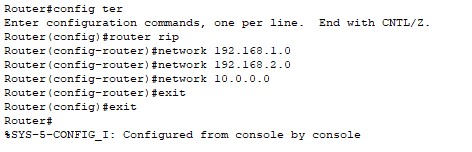 Router#config ter
Enter configuration commands, one per line.  End with CNTL/Z.
Router(config)#router rip
Router(config-router)#network 192.168.1.0
Router(config-router)#network 192.168.2.0
Router(config-router)#network 10.0.0.0
Router(config-router)#exit
Router(config)#exit
Router#
%SYS-5-CONFIG_I: Configured from console by console